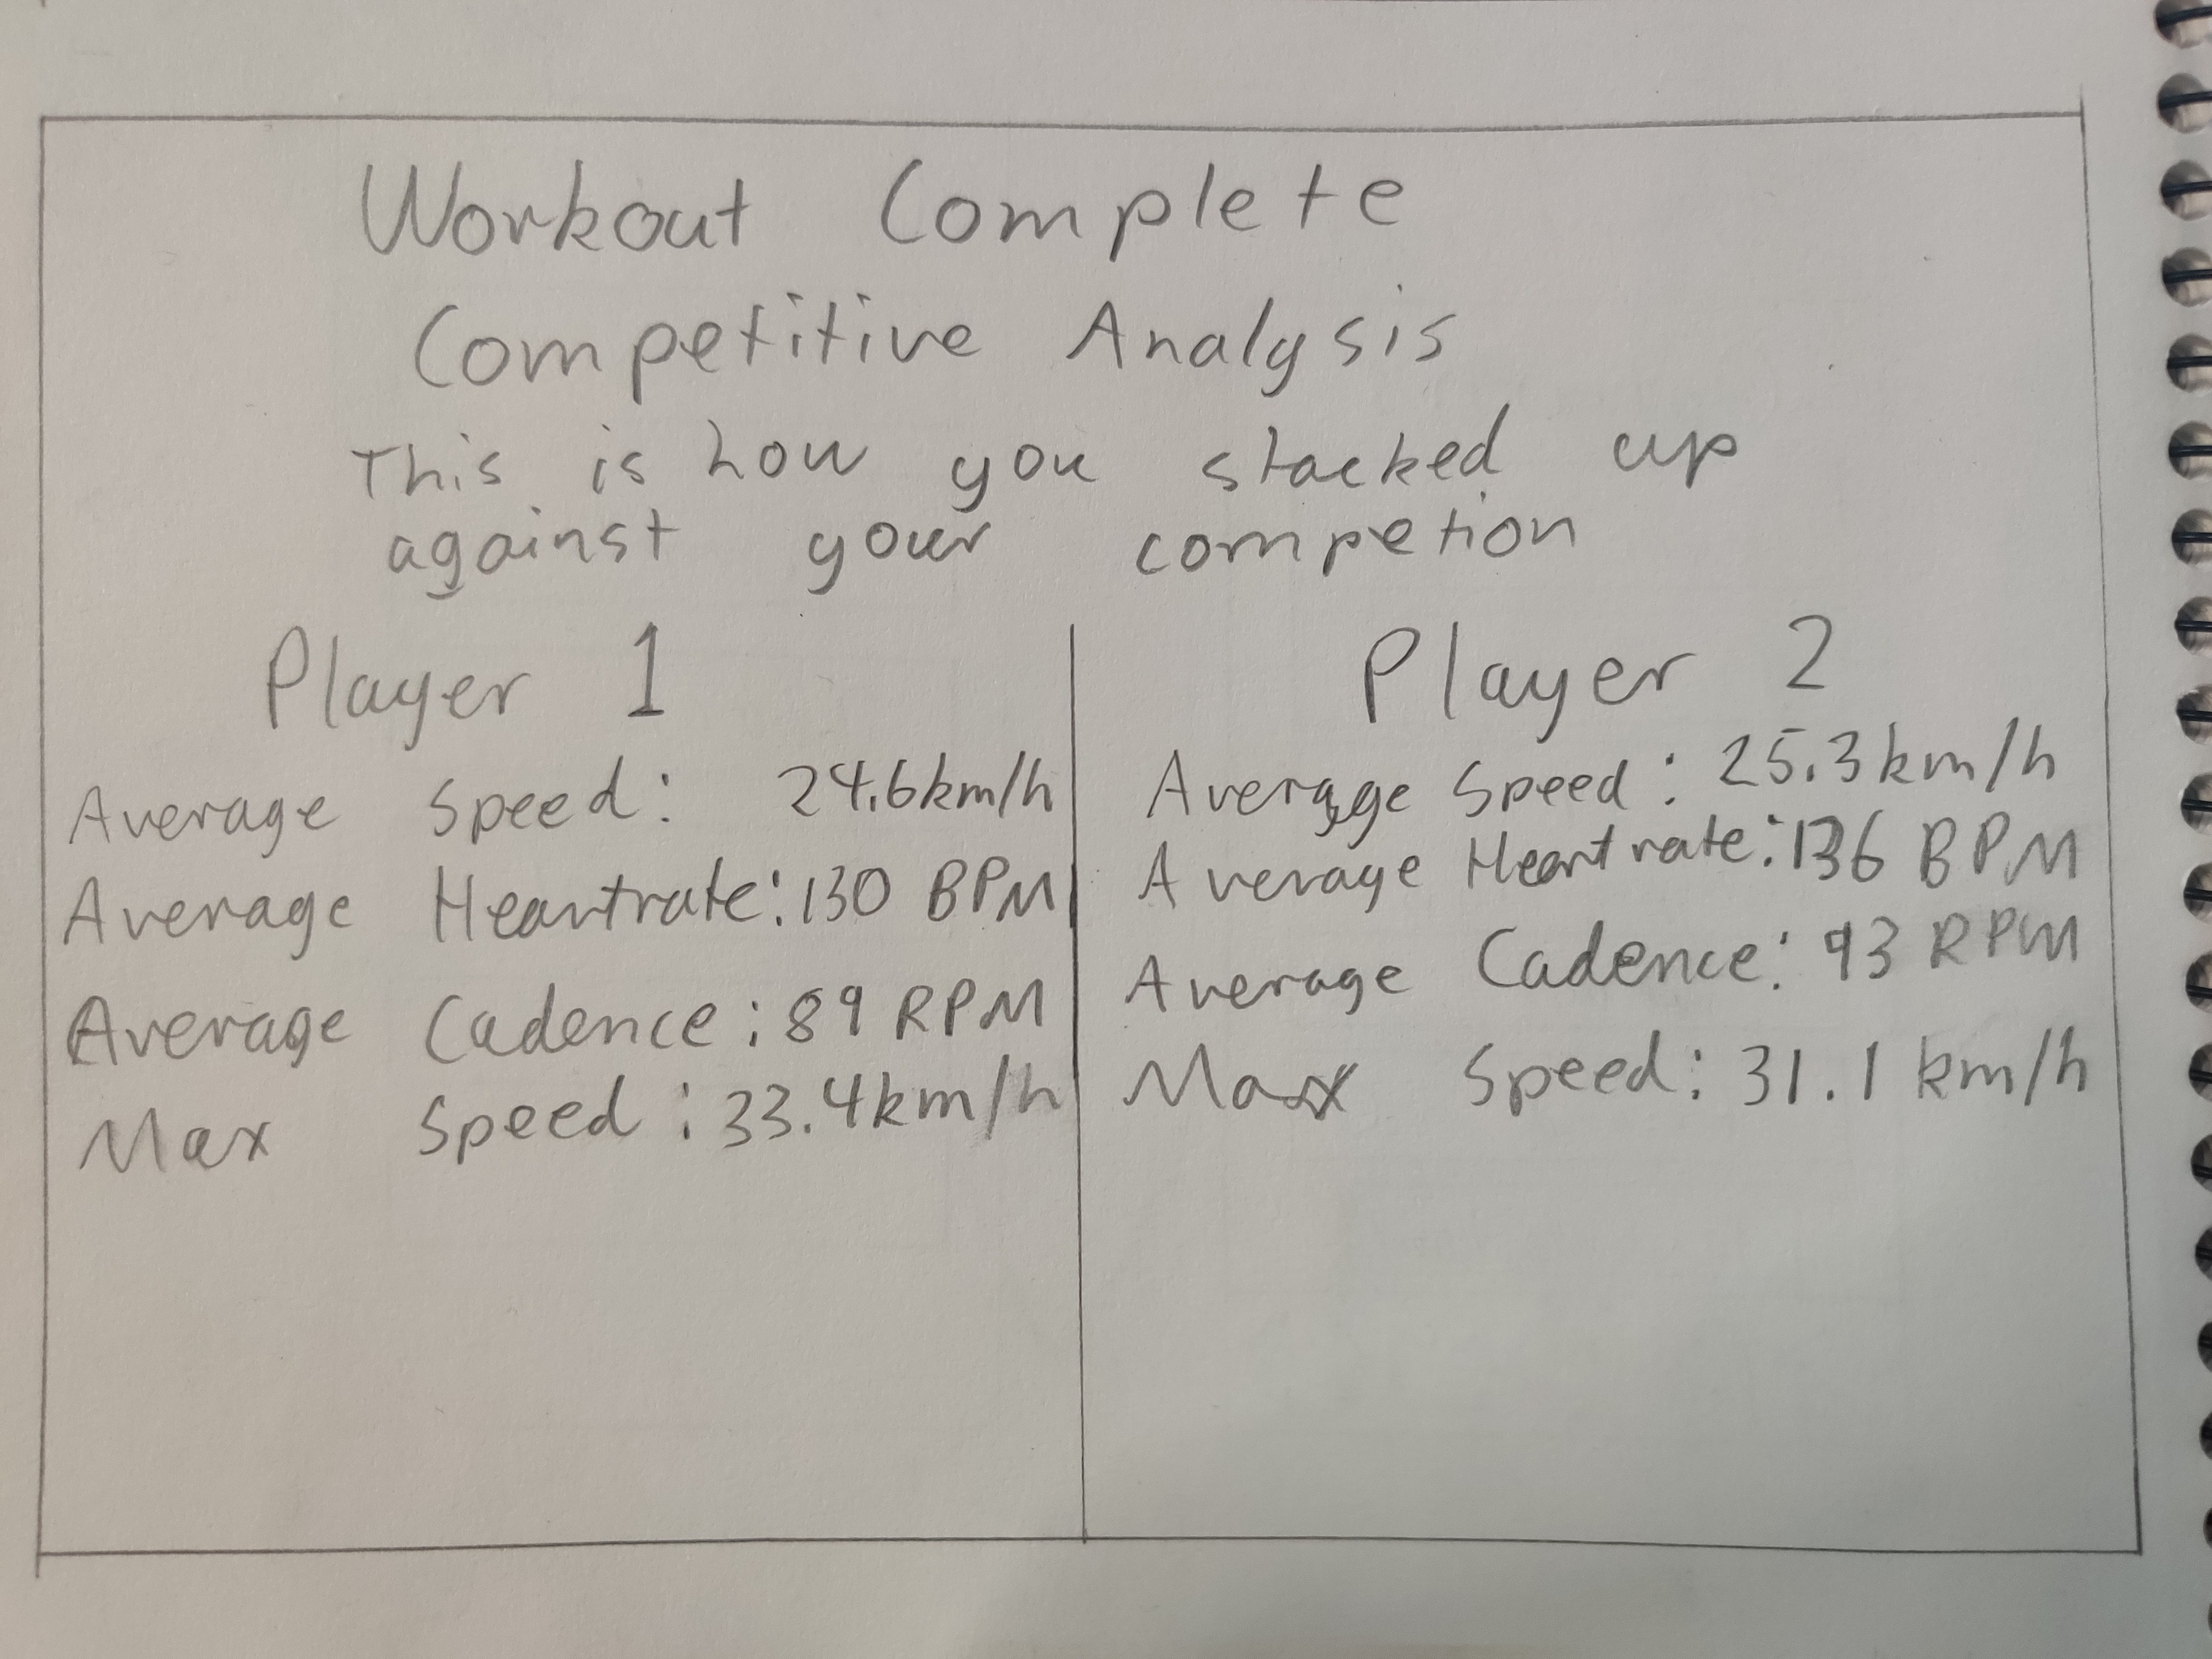 Workout Complete
Competitive Analysis
This is how you stacked up
against your competion
Player 1
Average Speed: 24.6km/h
Average Heartrate: 130 BPM
Average Cadence: 89 RPM
Max Speed: 33.4km/h
Player 2
Average Speed: 25.3km/h
Average Heartrate: 136 BPM
Average Cadence: 93 RPM
Max Speed: 31.1 km/h